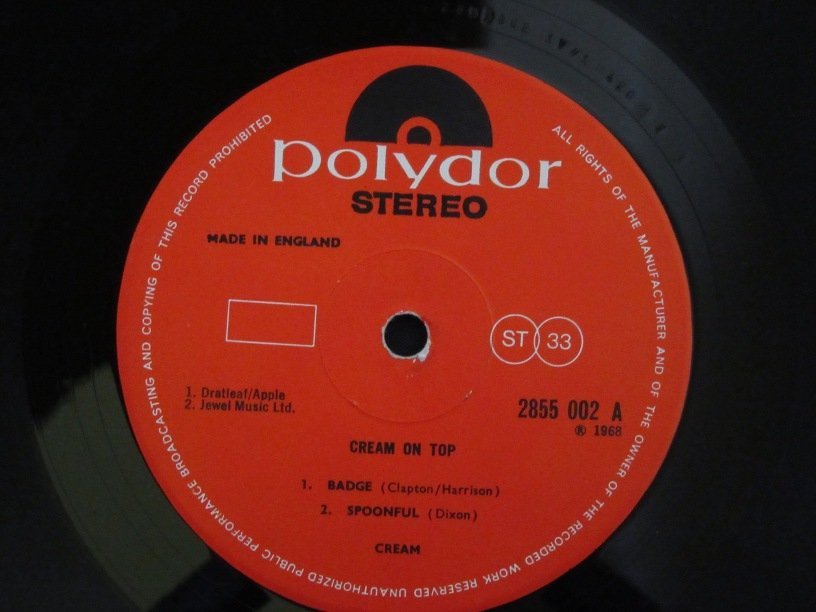 polydor
STEREO
MADE IN ENGLAND
ST 33
1. Dratleaf/Apple
2. Jewel Music Ltd.
2855 002 A
℗ 1968
CREAM ON TOP
1. BADGE (Clapton/Harrison)
2. SPOONFUL (Dixon)
CREAM
ALL RIGHTS OF THE MANUFACTURER AND OF THE OWNER OF THE RECORDED WORK RESERVED UNAUTHORIZED PUBLIC PERFORMANCE BROADCASTING AND COPYING OF THIS RECORD PROHIBITED